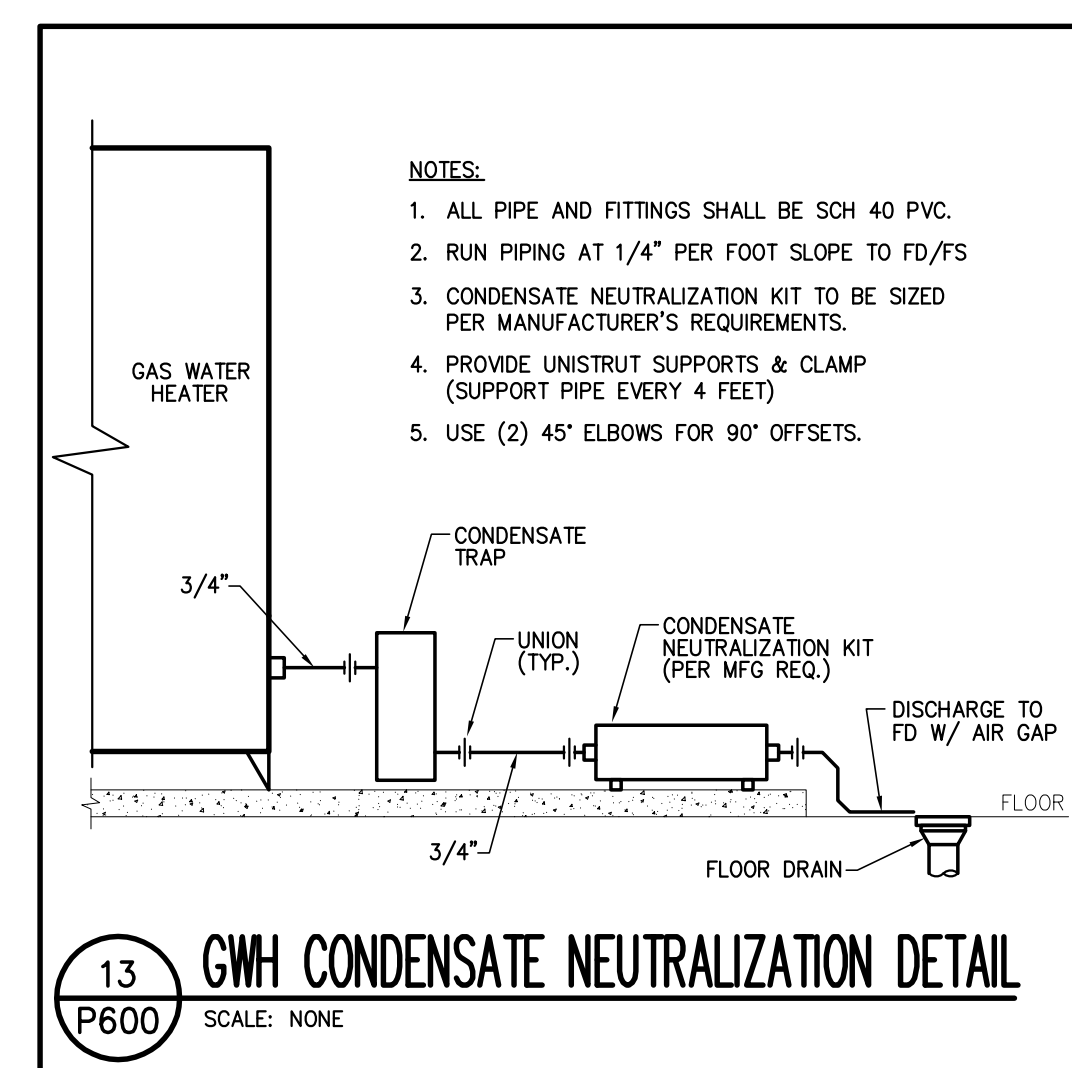 NOTES:
1. ALL PIPE AND FITTINGS SHALL BE SCH 40 PVC.
2. RUN PIPING AT 1/4" PER FOOT SLOPE TO FD/FS
3. CONDENSATE NEUTRALIZATION KIT TO BE SIZED
PER MANUFACTURER'S REQUIREMENTS.
4. PROVIDE UNISTRUT SUPPORTS & CLAMP
(SUPPORT PIPE EVERY 4 FEET)
5. USE (2) 45° ELBOWS FOR 90° OFFSETS.
GAS WATER
HEATER
CONDENSATE
TRAP
3/4"
UNION
(TYP.)
CONDENSATE
NEUTRALIZATION KIT
(PER MFG REQ.)
DISCHARGE TO
FD W/ AIR GAP
FLOOR
3/4"
FLOOR DRAIN
13
P600
GWH CONDENSATE NEUTRALIZATION DETAIL
SCALE: NONE